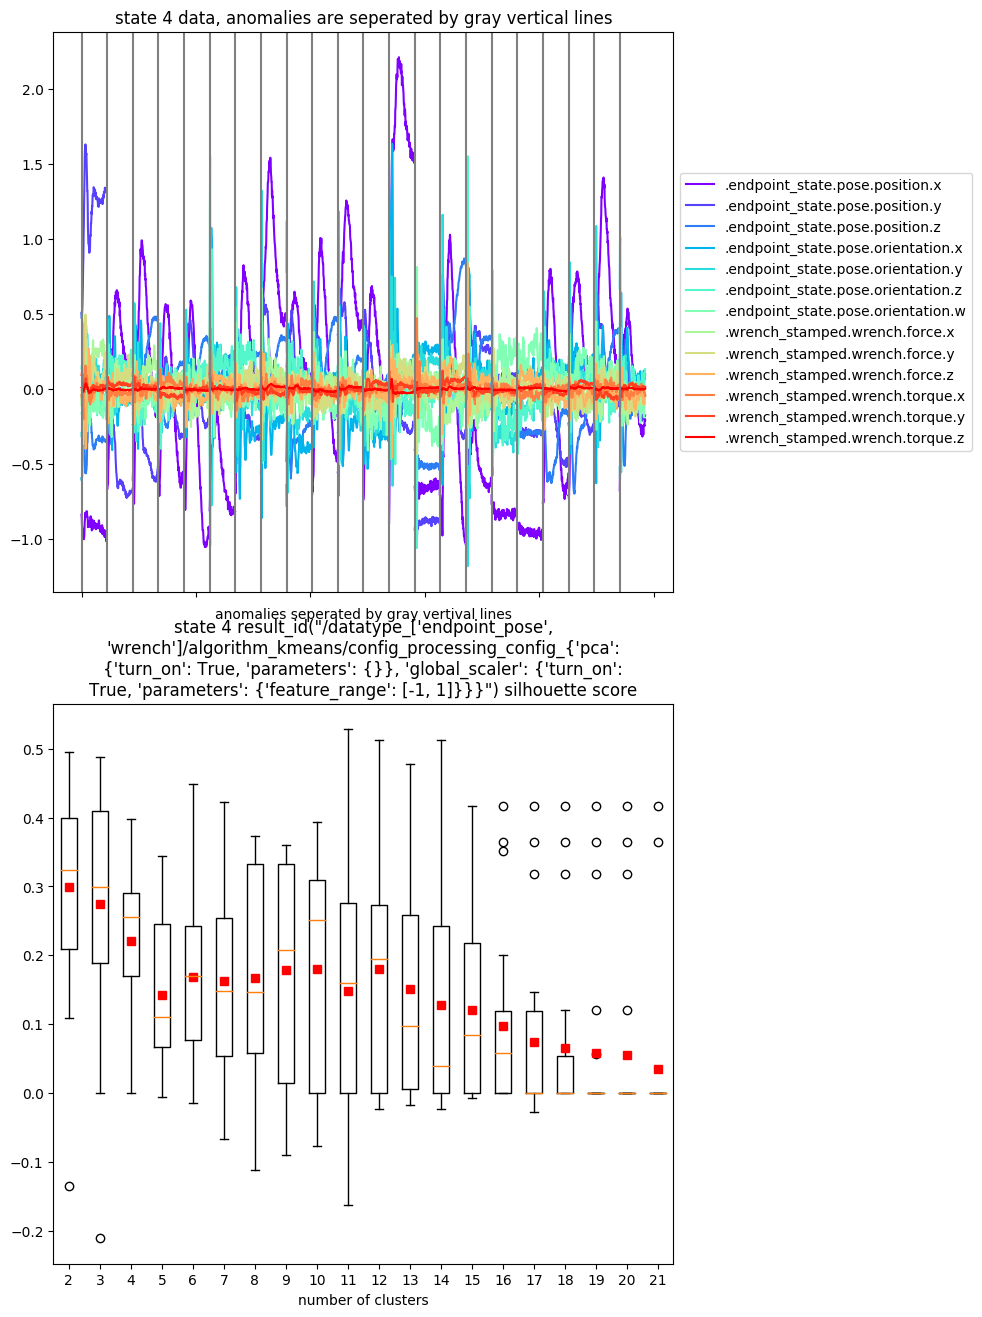 state 4 data, anomalies are seperated by gray vertical lines
2.0
1.5
1.0
0.5
0.0
−0.5
−1.0
.endpoint_state.pose.position.x
.endpoint_state.pose.position.y
.endpoint_state.pose.position.z
.endpoint_state.pose.orientation.x
.endpoint_state.pose.orientation.y
.endpoint_state.pose.orientation.z
.endpoint_state.pose.orientation.w
.wrench_stamped.wrench.force.x
.wrench_stamped.wrench.force.y
.wrench_stamped.wrench.force.z
.wrench_stamped.wrench.torque.x
.wrench_stamped.wrench.torque.y
.wrench_stamped.wrench.torque.z
anomalies seperated by gray vertival lines
state 4 result_id("/datatype_['endpoint_pose',
'wrench']/algorithm_kmeans/config_processing_config_{'pca':
{'turn_on': True, 'parameters': {}}, 'global_scaler': {'turn_on':
True, 'parameters': {'feature_range': [-1, 1]}}}") silhouette score
0.5
0.4
0.3
0.2
0.1
0.0
−0.1
−0.2
2 3 4 5 6 7 8 9 10 11 12 13 14 15 16 17 18 19 20 21
number of clusters